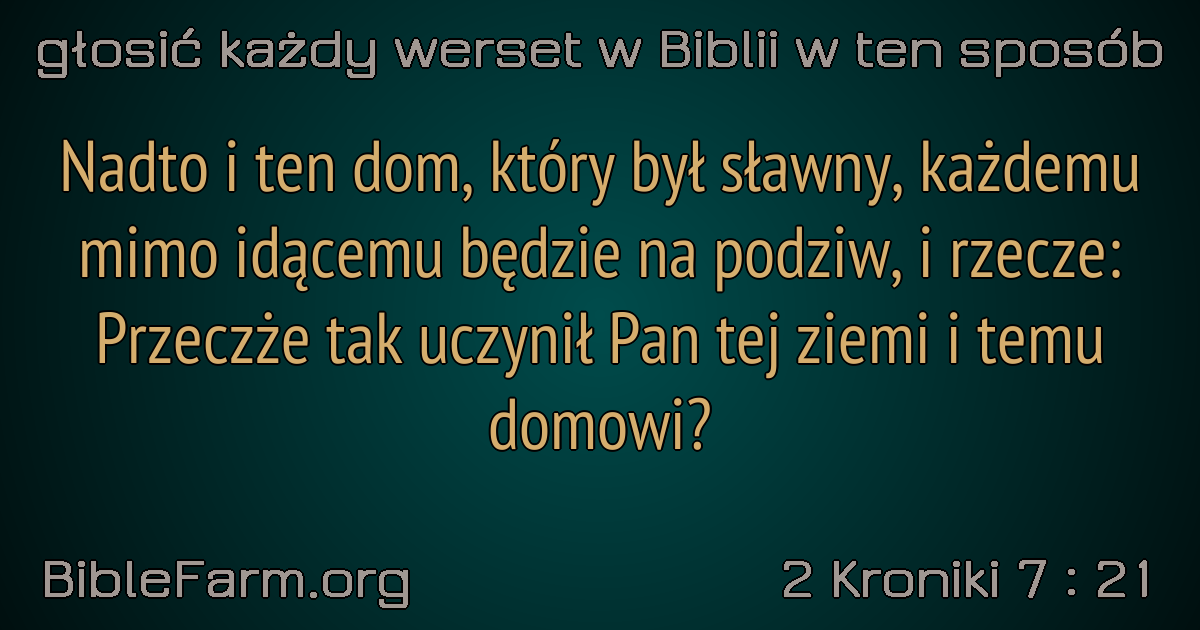 głosić każdy werset w Biblii w ten sposób
Nadto i ten dom, który był sławny, każdemu
mimo idącemu będzie na podziw, i rzecze:
Przeczże tak uczynił Pan tej ziemi i temu
domowi?
BibleFarm.org
2 Kroniki 7 : 21